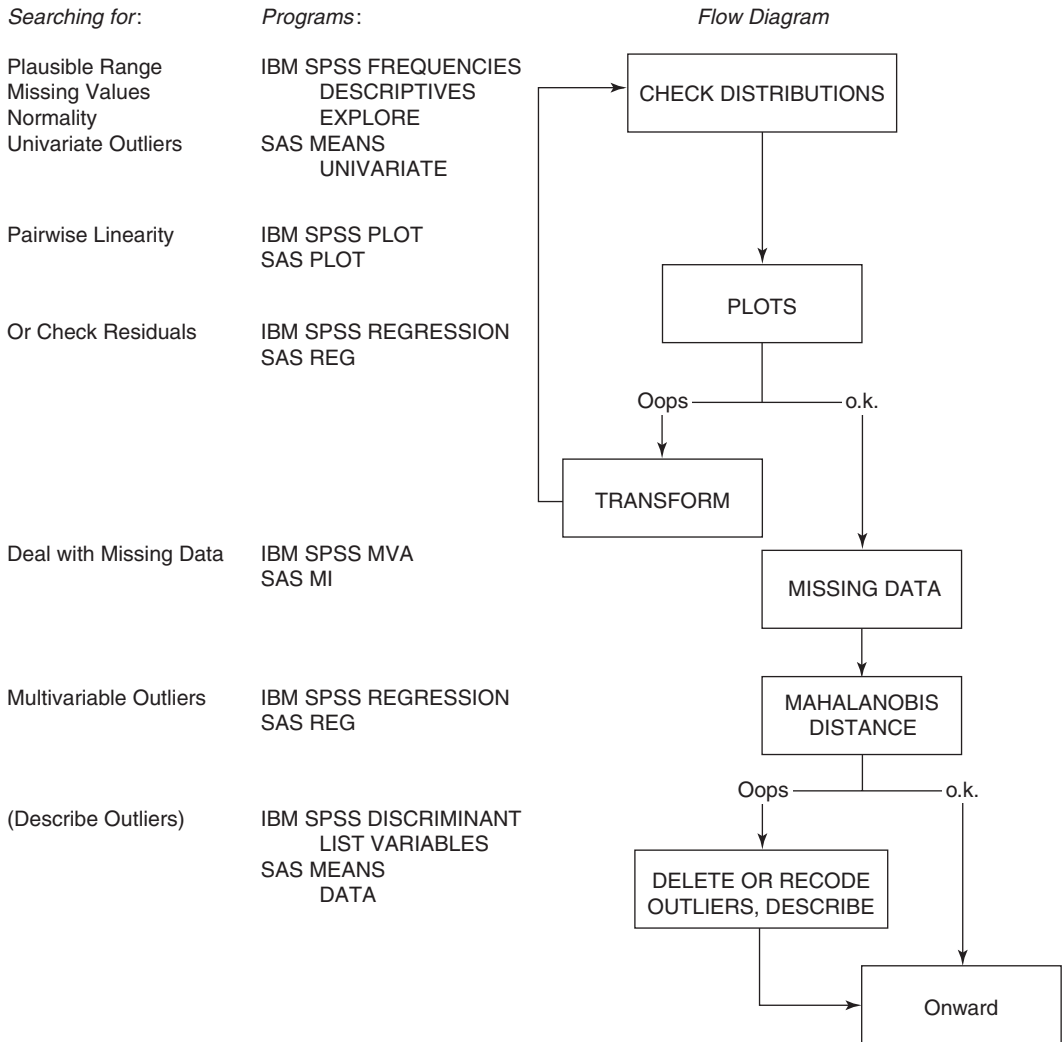 Searching for: Programs: Flow Diagram
Plausible Range IBM SPSS FREQUENCIES
Missing Values DESCRIPTIVES
Normality EXPLORE
Univariate Outliers SAS MEANS
UNIVARIATE
CHECK DISTRIBUTIONS
Pairwise Linearity IBM SPSS PLOT
SAS PLOT
PLOTS
Or Check Residuals IBM SPSS REGRESSION
SAS REG
Oops o.k.
TRANSFORM
Deal with Missing Data IBM SPSS MVA
SAS MI
MISSING DATA
Multivariable Outliers IBM SPSS REGRESSION
SAS REG
MAHALANOBIS
DISTANCE
Oops o.k.
(Describe Outliers) IBM SPSS DISCRIMINANT
LIST VARIABLES
SAS MEANS
DATA
DELETE OR RECODE
OUTLIERS, DESCRIBE
Onward